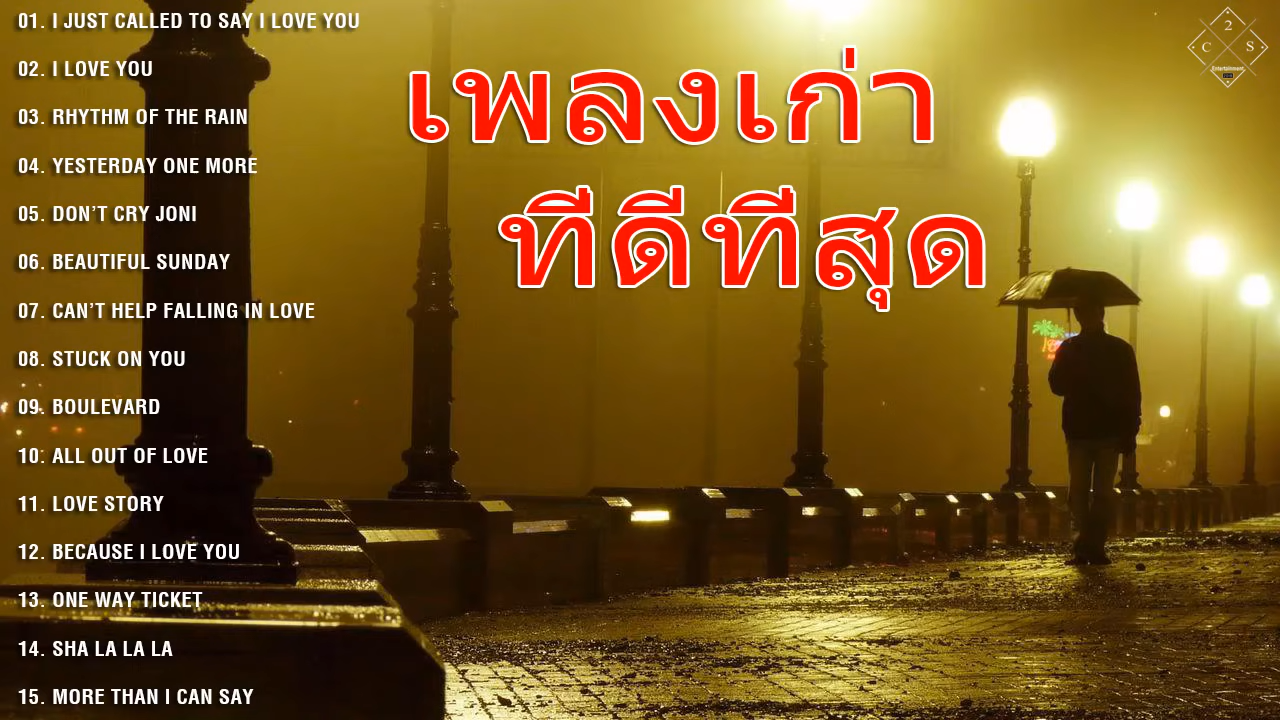 01. I JUST CALLED TO SAY I LOVE YOU
02. I LOVE YOU
03. RHYTHM OF THE RAIN
04. YESTERDAY ONE MORE
05. DON’T CRY JONI
06. BEAUTIFUL SUNDAY
07. CAN’T HELP FALLING IN LOVE
08. STUCK ON YOU
09. BOULEVARD
10. ALL OUT OF LOVE
11. LOVE STORY
12. BECAUSE I LOVE YOU
13. ONE WAY TICKET
14. SHA LA LA LA
15. MORE THAN I CAN SAY
เพลงเก่า
ที่ดีที่สุด
2
C S
Entertainment